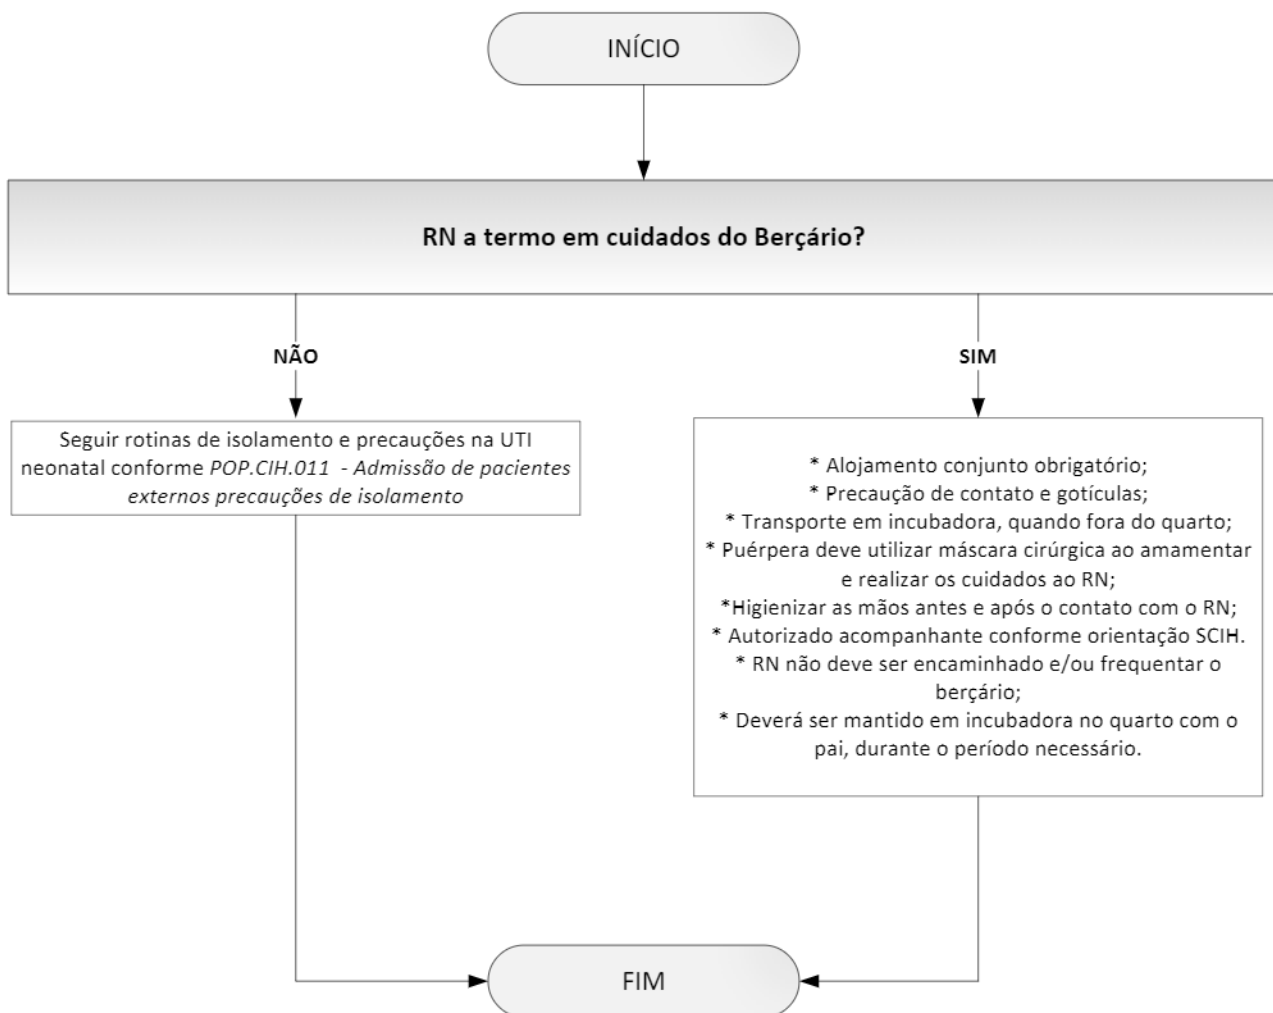 INÍCIO
RN a termo em cuidados do Berçário?
NÃO
SIM
Seguir rotinas de isolamento e precauções na UTI
neonatal conforme POP.CIH.011 - Admissão de pacientes
externos precauções de isolamento
* Alojamento conjunto obrigatório;
* Precaução de contato e gotículas;
* Transporte em incubadora, quando fora do quarto;
* Puérpera deve utilizar máscara cirúrgica ao amamentar
e realizar os cuidados ao RN;
*Higienizar as mãos antes e após o contato com o RN;
* Autorizado acompanhante conforme orientação SCIH.
* RN não deve ser encaminhado e/ou frequentar o
berçário;
* Deverá ser mantido em incubadora no quarto com o
pai, durante o período necessário.
FIM